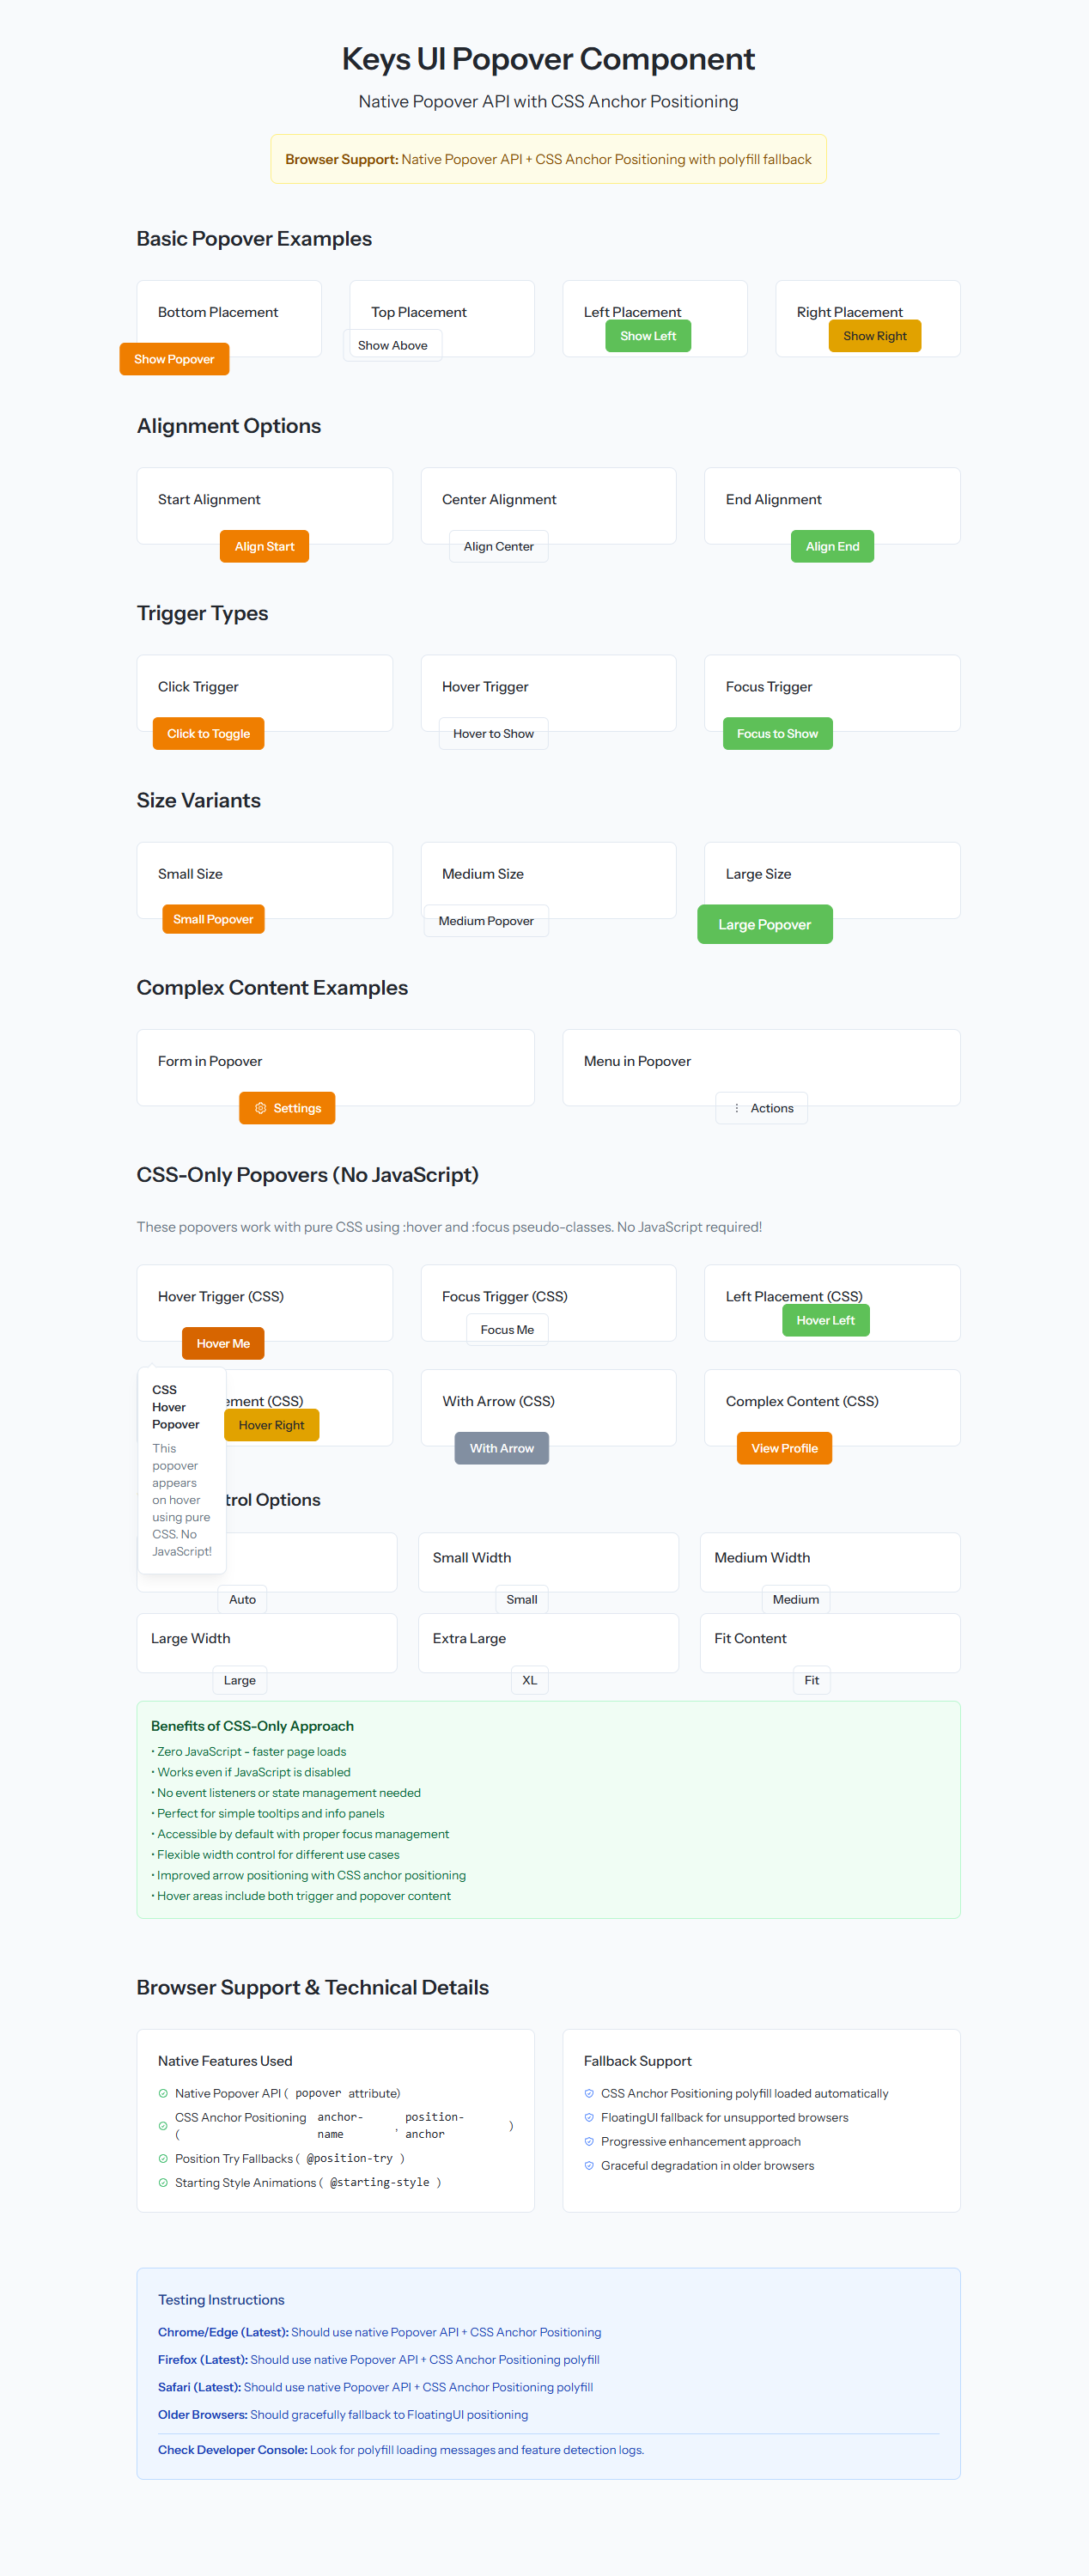 Keys UI Popover Component
Native Popover API with CSS Anchor Positioning
Browser Support: Native Popover API + CSS Anchor Positioning with polyfill fallback
Basic Popover Examples
Bottom Placement
Show Popover
Top Placement
Show Above
Left Placement
Show Left
Right Placement
Show Right
Alignment Options
Start Alignment
Align Start
Center Alignment
Align Center
End Alignment
Align End
Trigger Types
Click Trigger
Click to Toggle
Hover Trigger
Hover to Show
Focus Trigger
Focus to Show
Size Variants
Small Size
Small Popover
Medium Size
Medium Popover
Large Size
Large Popover
Complex Content Examples
Form in Popover
Settings
Menu in Popover
Actions
CSS-Only Popovers (No JavaScript)
These popovers work with pure CSS using :hover and :focus pseudo-classes. No JavaScript required!
Hover Trigger (CSS)
Hover Me
Focus Trigger (CSS)
Focus Me
Left Placement (CSS)
Hover Left
CSS
Hover
Popover
This
popover
appears
on hover
using pure
CSS. No
JavaScript!
ement (CSS)
Hover Right
With Arrow (CSS)
With Arrow
Complex Content (CSS)
View Profile
trol Options
Auto
Small Width
Small
Medium Width
Medium
Large Width
Large
Extra Large
XL
Fit Content
Fit
Benefits of CSS-Only Approach
• Zero JavaScript - faster page loads
• Works even if JavaScript is disabled
• No event listeners or state management needed
• Perfect for simple tooltips and info panels
• Accessible by default with proper focus management
• Flexible width control for different use cases
• Improved arrow positioning with CSS anchor positioning
• Hover areas include both trigger and popover content
Browser Support & Technical Details
Native Features Used
Native Popover API ( popover attribute)
CSS Anchor Positioning ( anchor-name , position-anchor )
Position Try Fallbacks ( @position-try )
Starting Style Animations ( @starting-style )
Fallback Support
CSS Anchor Positioning polyfill loaded automatically
FloatingUI fallback for unsupported browsers
Progressive enhancement approach
Graceful degradation in older browsers
Testing Instructions
Chrome/Edge (Latest): Should use native Popover API + CSS Anchor Positioning
Firefox (Latest): Should use native Popover API + CSS Anchor Positioning polyfill
Safari (Latest): Should use native Popover API + CSS Anchor Positioning polyfill
Older Browsers: Should gracefully fallback to FloatingUI positioning
Check Developer Console: Look for polyfill loading messages and feature detection logs.